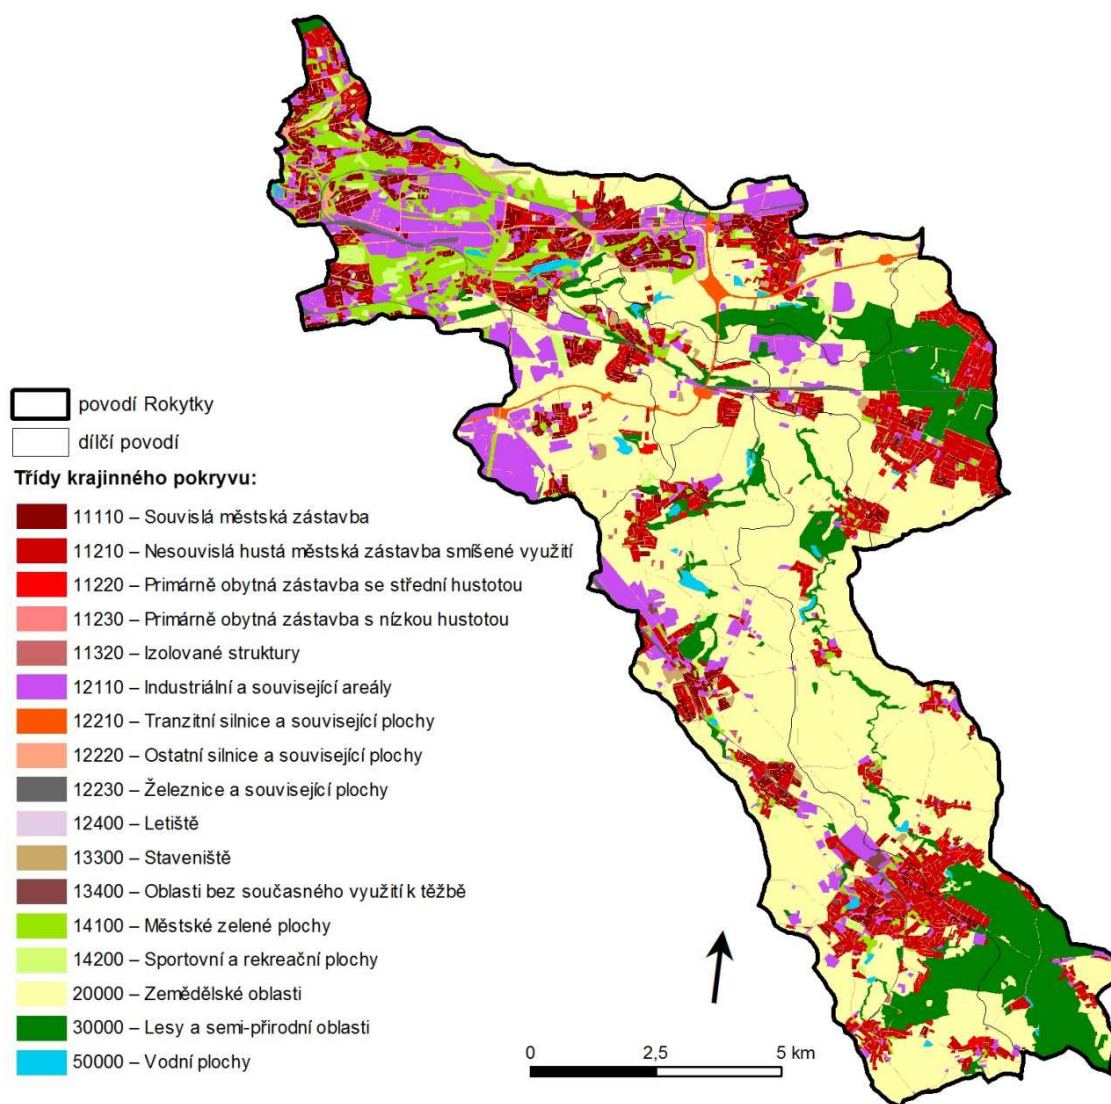 povodí Rokytky
dílčí povodí
Třídy krajinného pokryvu:
11110 – Souvislá městská zástavba
11210 – Nesouvislá hustá městská zástavba smíšené využití
11220 – Primárně obytná zástavba se střední hustotou
11230 – Primárně obytná zástavba s nízkou hustotou
11320 – Izolované struktury
12110 – Industriální a související areály
12210 – Tranzitní silnice a související plochy
12220 – Ostatní silnice a související plochy
12230 – Železnice a související plochy
12400 – Letiště
13300 – Staveniště
13400 – Oblasti bez současného využití k těžbě
14100 – Městské zelené plochy
14200 – Sportovní a rekreační plochy
20000 – Zemědělské oblasti
30000 – Lesy a semi-přírodní oblasti
50000 – Vodní plochy
0 2,5 5 km